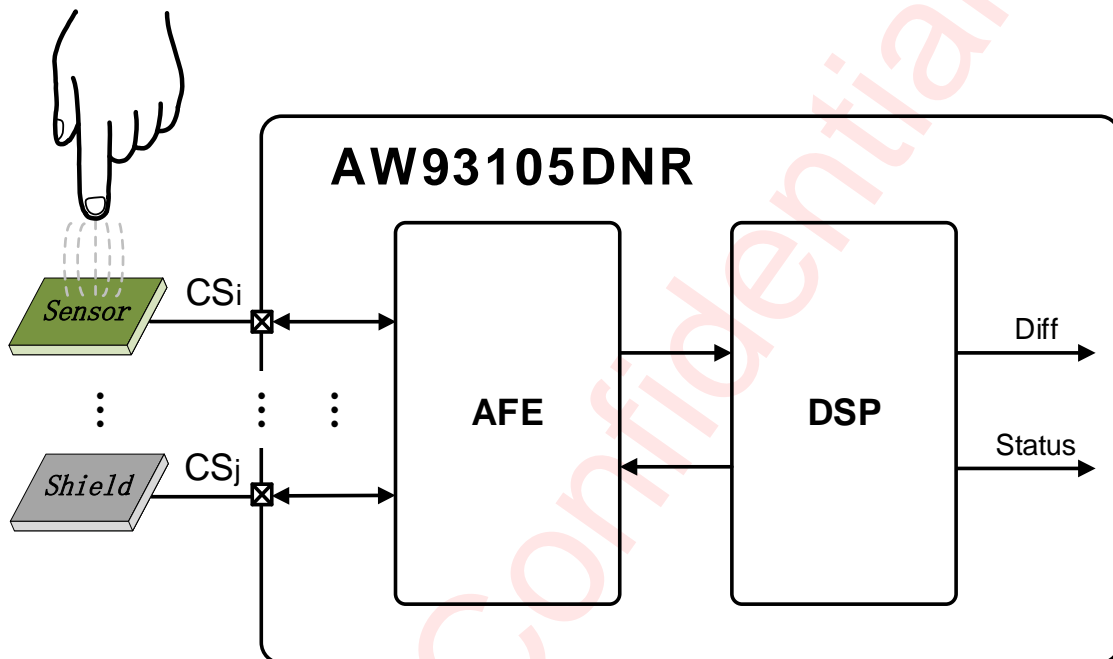 AW93105DNR
CSi
Sensor
Diff
AFE
DSP
Status
CSj
Shield
Confidential